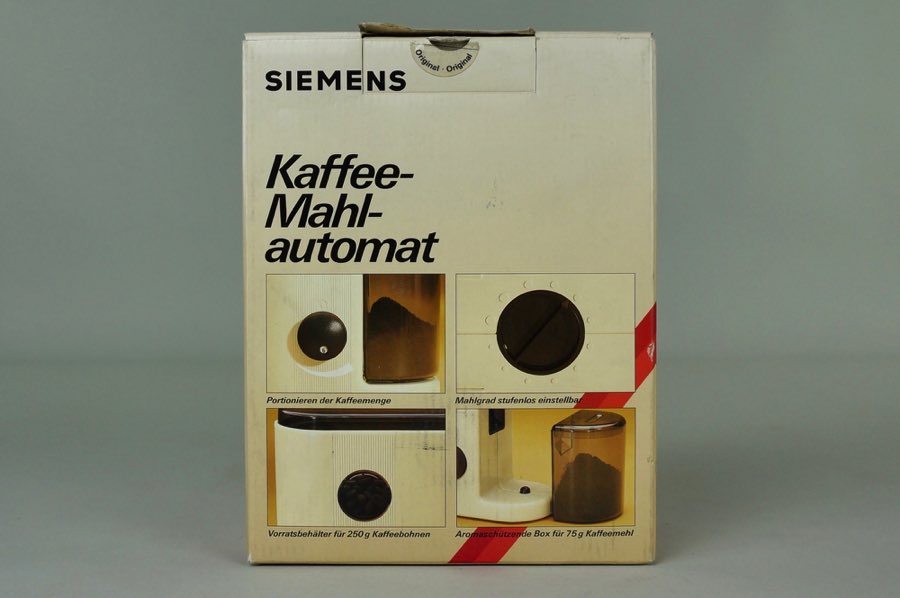 Original · Original
SIEMENS
Kaffee-
Mahl-
automat
Portionieren der Kaffeemenge
Mahlgrad stufenlos einstellbar
Vorratsbehälter für 250 g Kaffeebohnen
Aromaschützende Box für 75 g Kaffeemehl